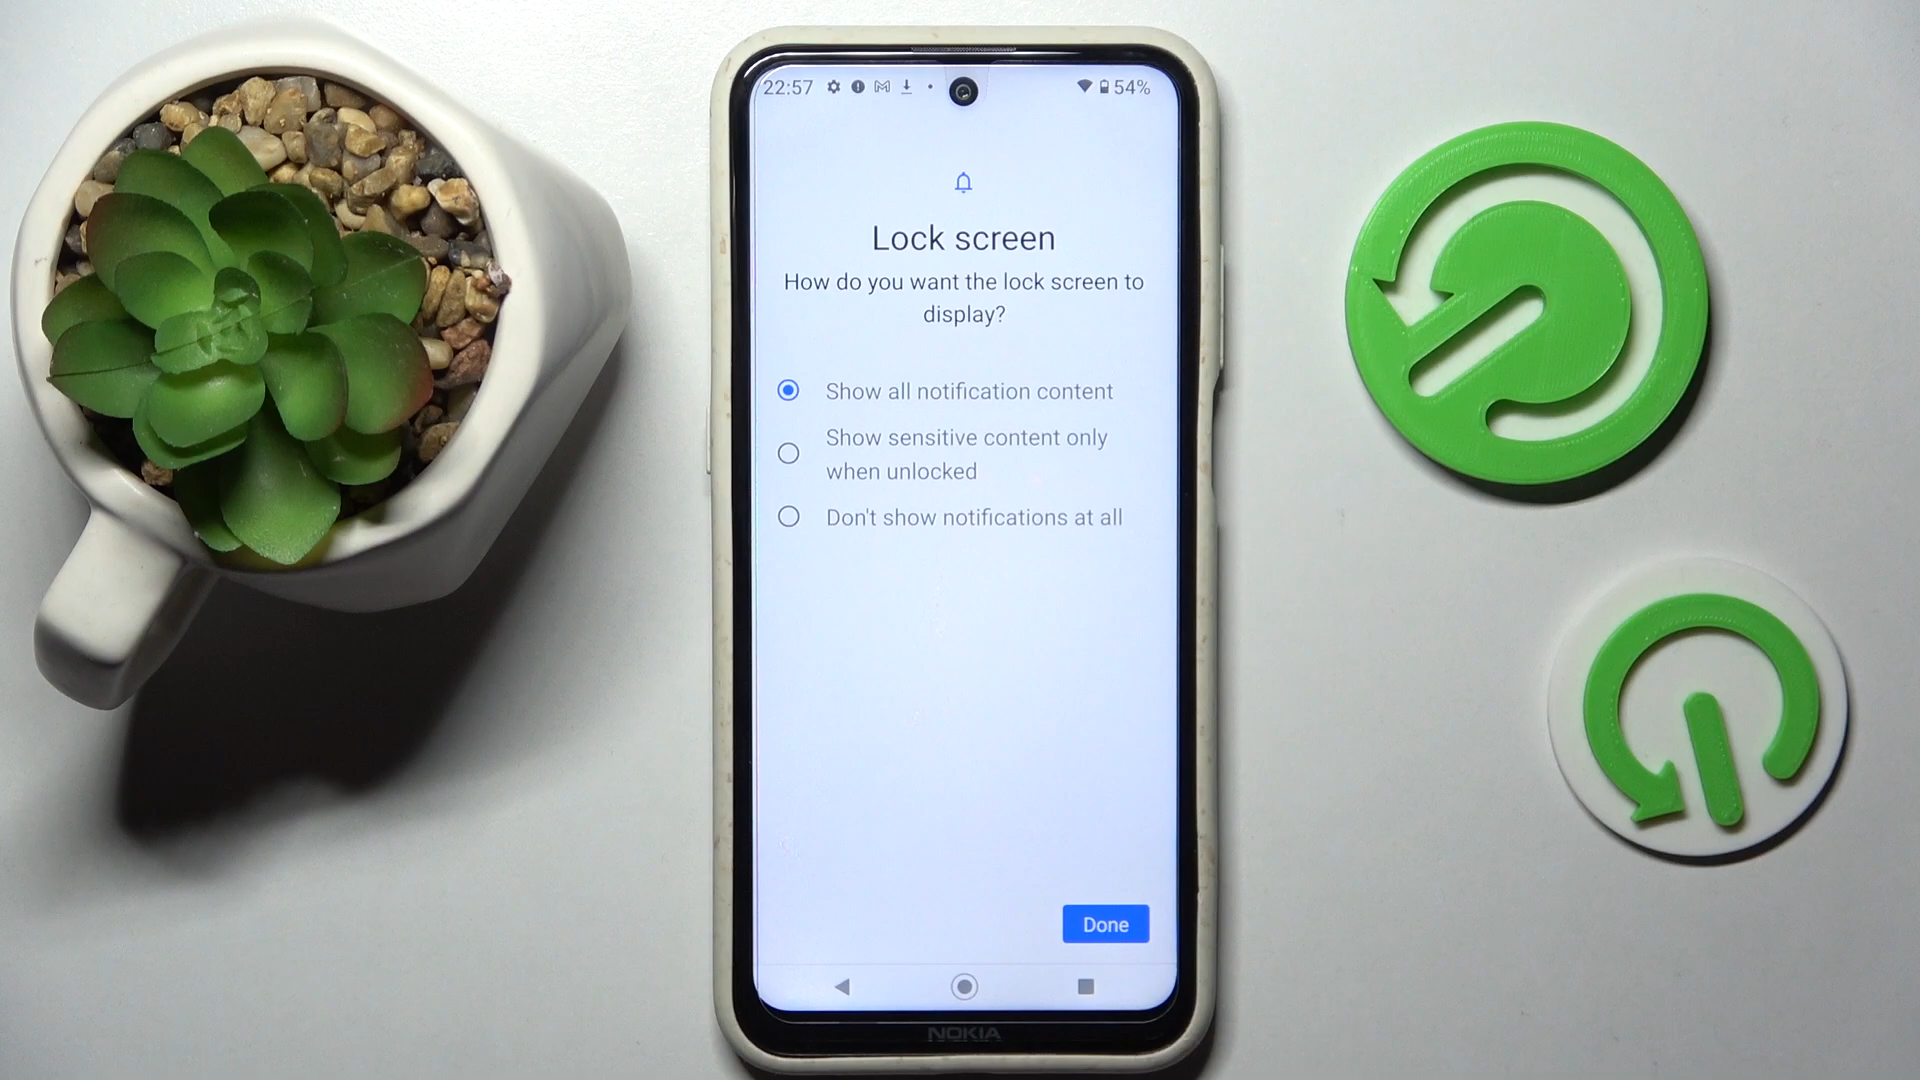 22:57
54%
Lock screen
How do you want the lock screen to
display?
Show all notification content
Show sensitive content only
when unlocked
Don't show notifications at all
Done
NOKIA